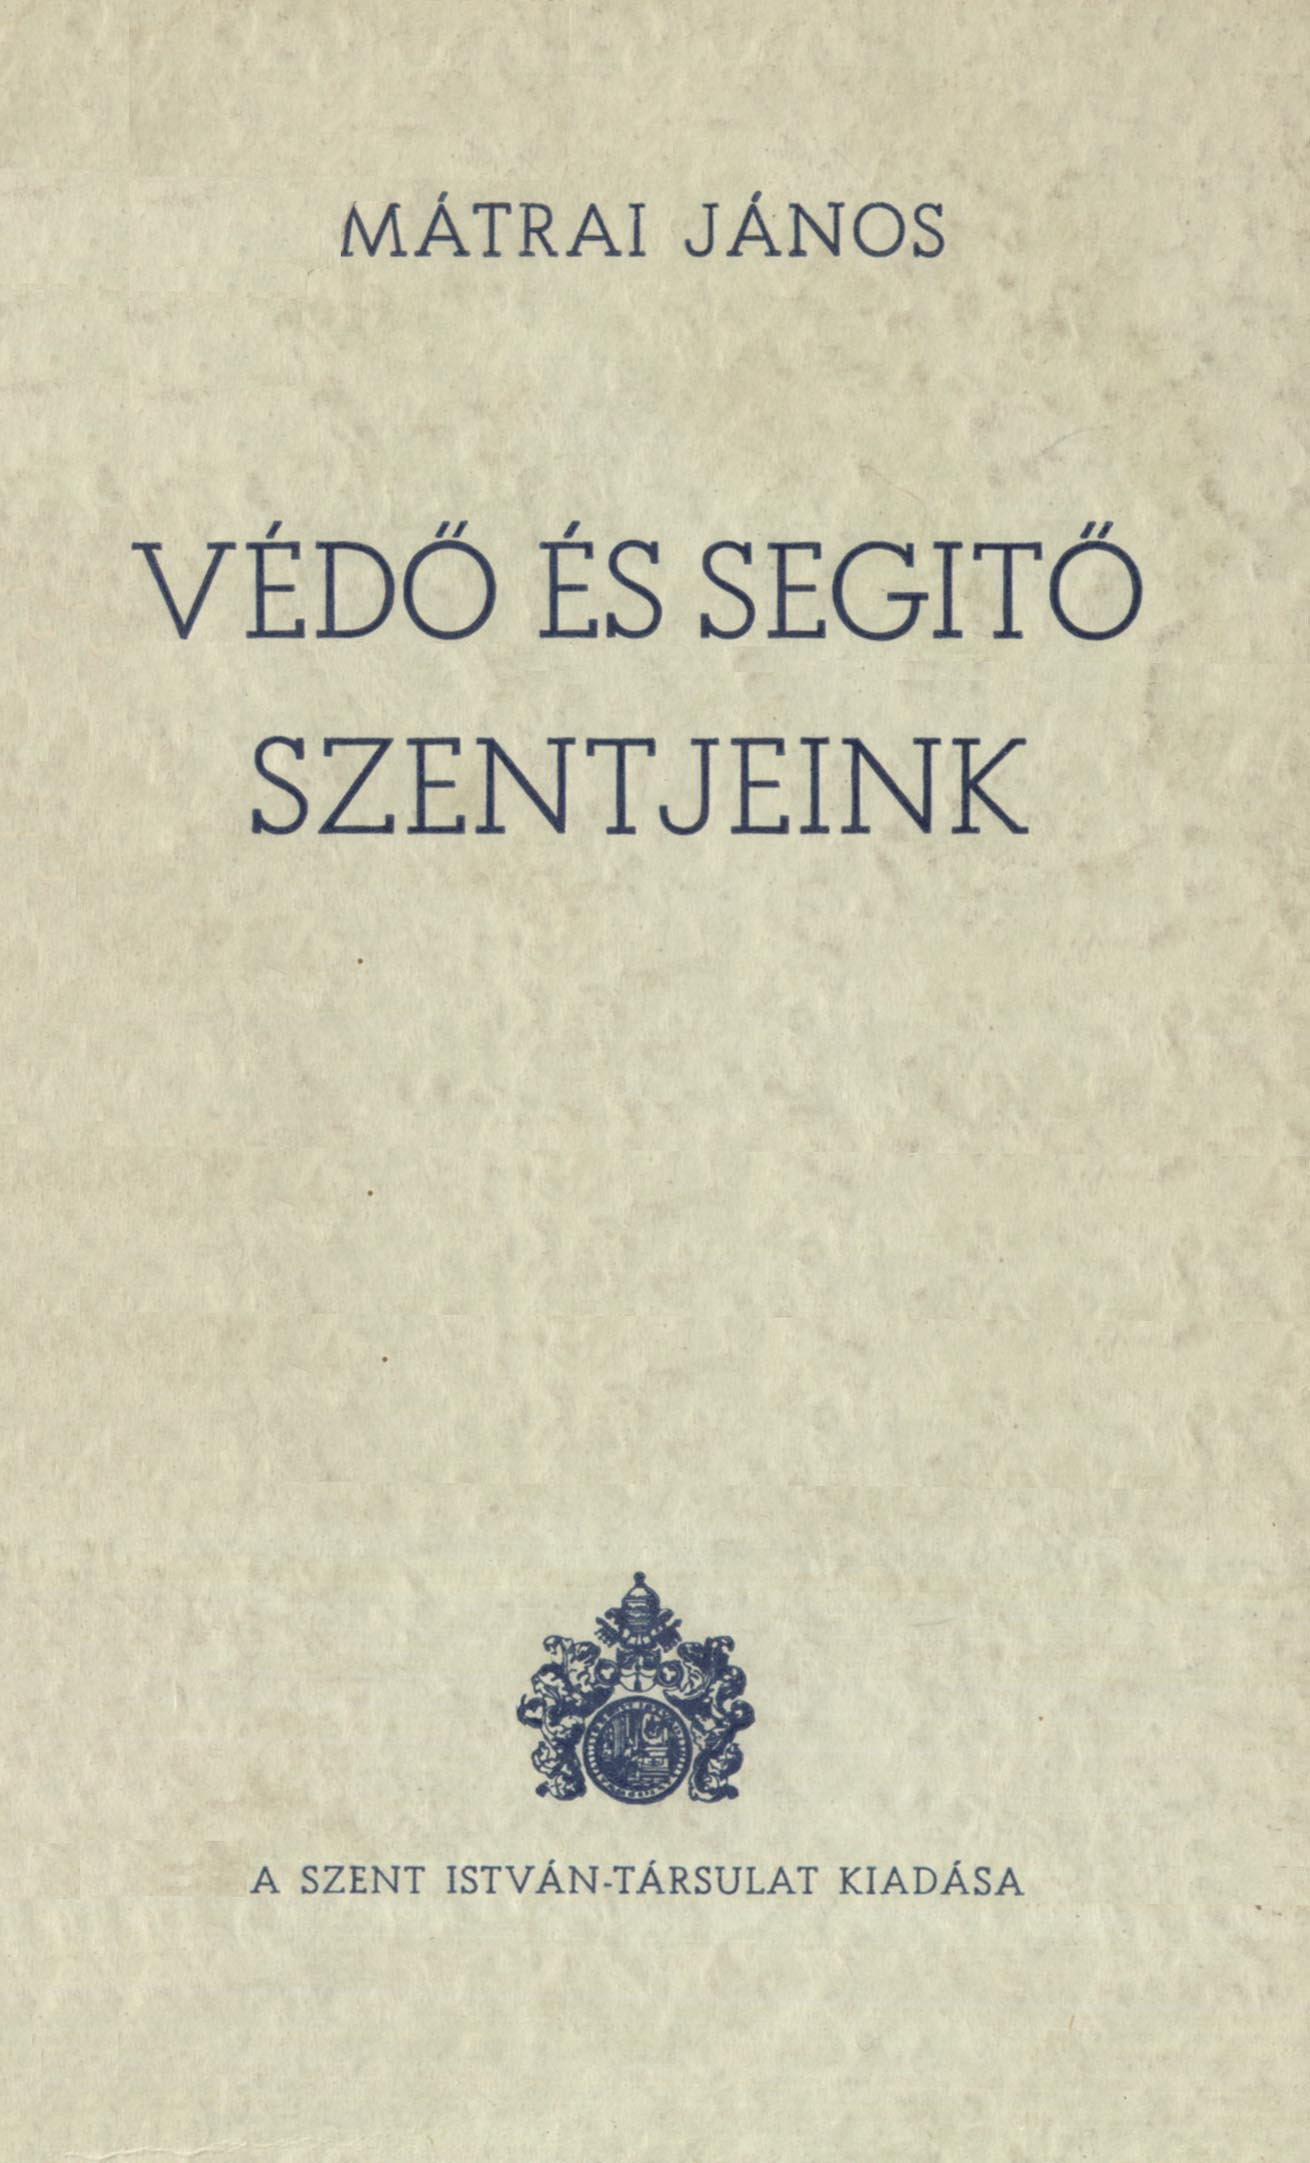 MÁTRAI JÁNOS
VÉDŐ ÉS SEGITŐ
SZENTJEINK
A SZENT ISTVÁN-TÁRSULAT KIADÁSA